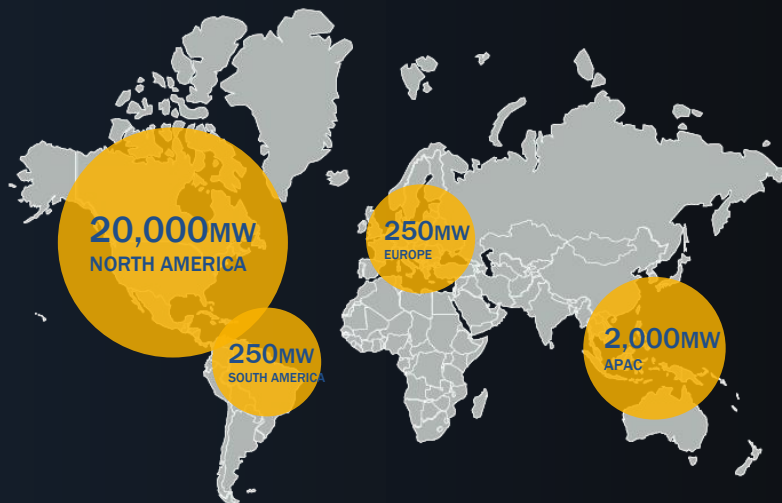 20,000MW
NORTH AMERICA
250MW
EUROPE
250MW
SOUTH AMERICA
2,000MW
APAC